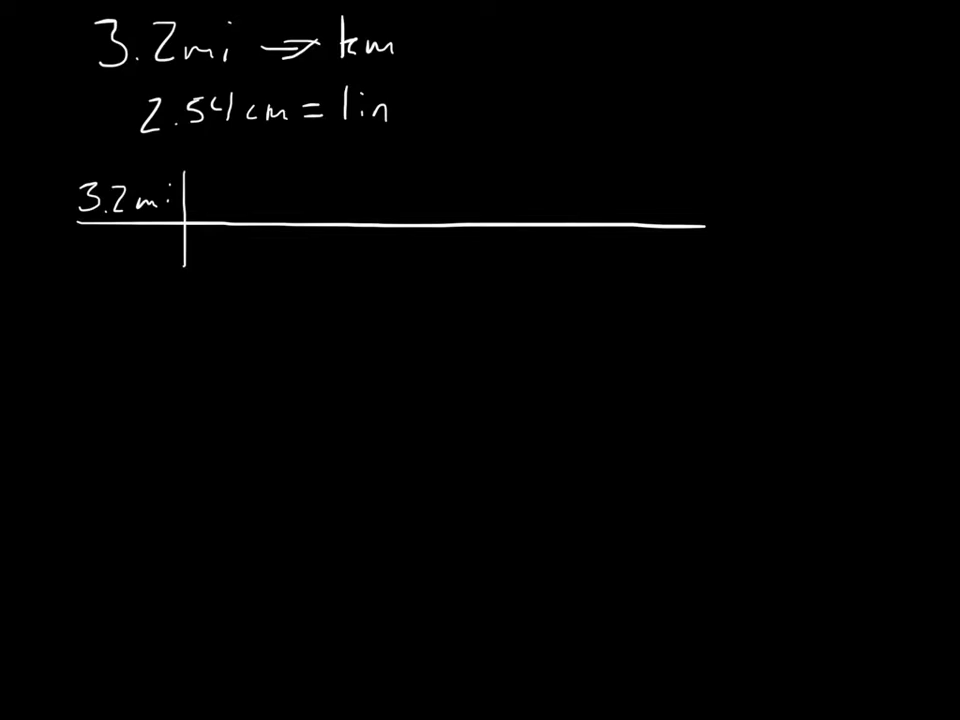 3.2mi ⇒ km
2.54cm = 1in
3.2mi